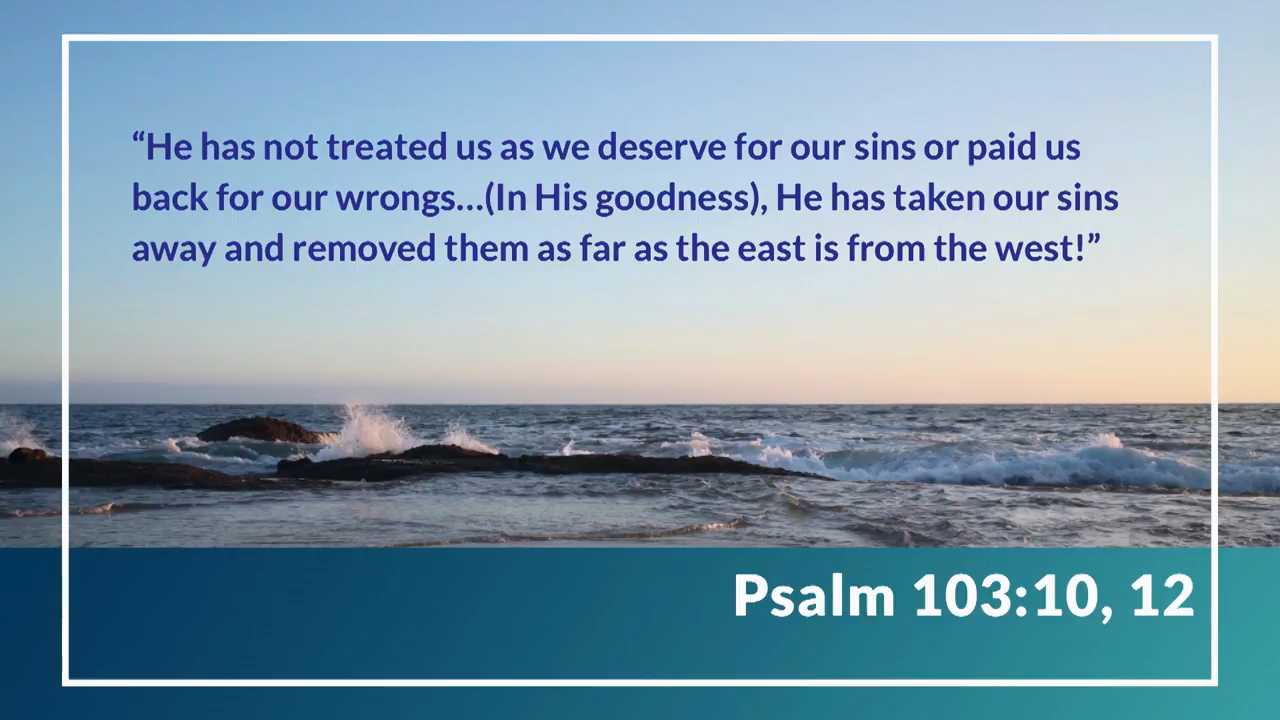 “He has not treated us as we deserve for our sins or paid us
back for our wrongs...(In His goodness), He has taken our sins
away and removed them as far as the east is from the west!”
Psalm 103:10, 12